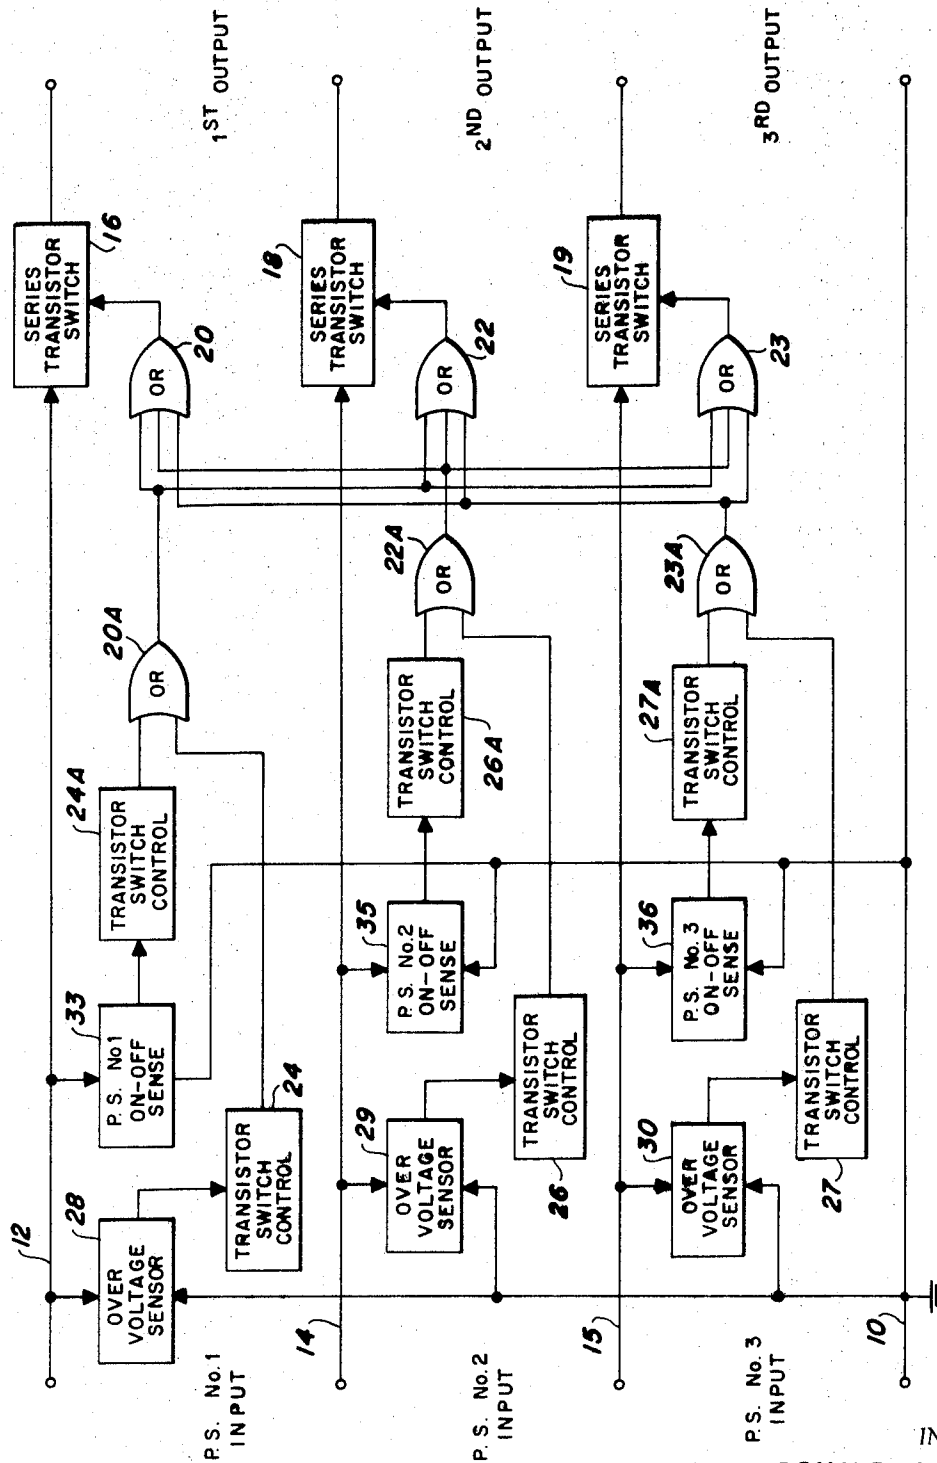 P.S. No.1
INPUT
12
28
OVER
VOLTAGE
SENSOR
TRANSISTOR
SWITCH
CONTROL
24
33
P.S. No1
ON-OFF
SENSE
24A
TRANSISTOR
SWITCH
CONTROL
20A
OR
OR
20
SERIES
TRANSISTOR
SWITCH
16
1ST OUTPUT
P.S. No.2
INPUT
14
29
OVER
VOLTAGE
SENSOR
TRANSISTOR
SWITCH
CONTROL
26
35
P.S. No.2
ON-OFF
SENSE
TRANSISTOR
SWITCH
CONTROL
26A
22A
OR
OR
22
18
SERIES
TRANSISTOR
SWITCH
2ND OUTPUT
P.S. No. 3
INPUT
15
30
OVER
VOLTAGE
SENSOR
TRANSISTOR
SWITCH
CONTROL
27
36
P.S. No. 3
ON-OFF
SENSE
27A
TRANSISTOR
SWITCH
CONTROL
23A
OR
OR
23
19
SERIES
TRANSISTOR
SWITCH
3RD OUTPUT
10